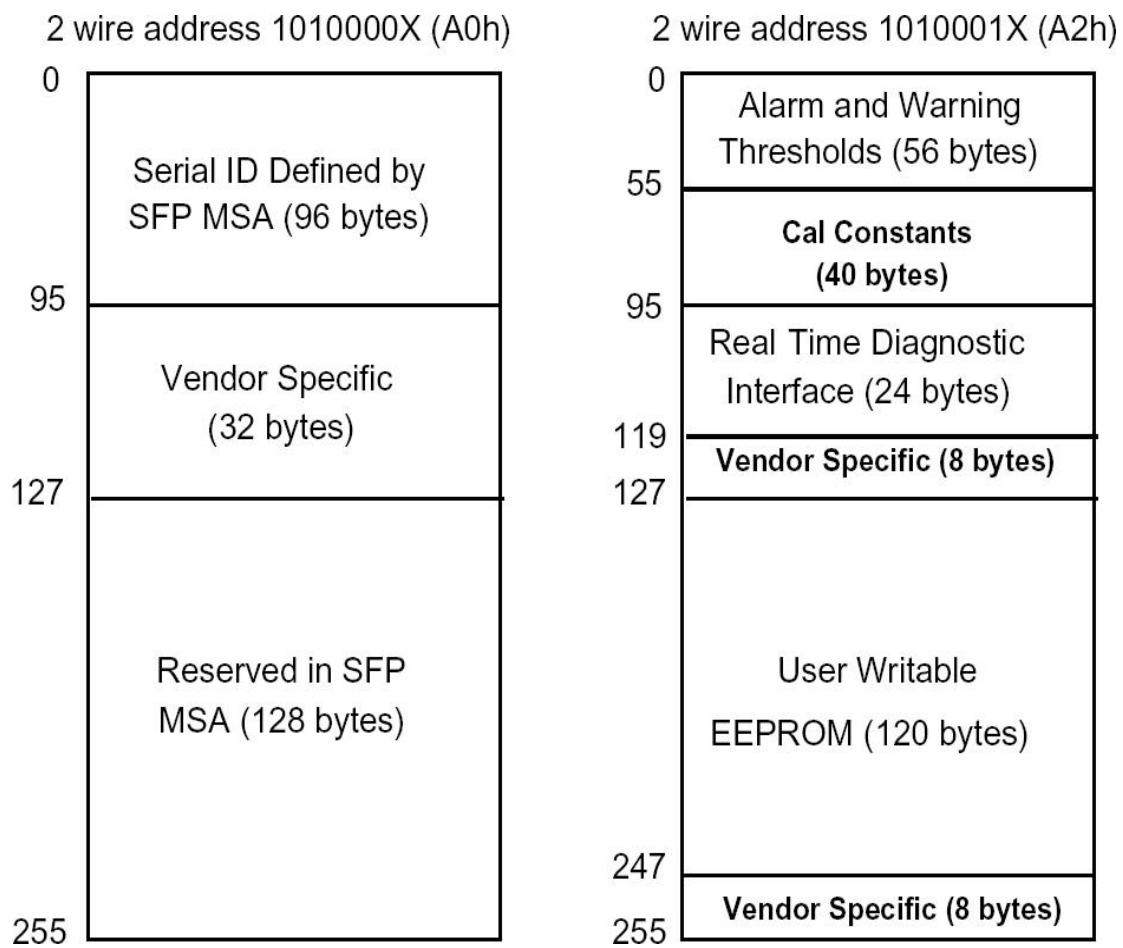 2 wire address 1010000X (A0h)
0
Serial ID Defined by
SFP MSA (96 bytes)
95
Vendor Specific
(32 bytes)
127
Reserved in SFP
MSA (128 bytes)
255
2 wire address 1010001X (A2h)
0
Alarm and Warning
Thresholds (56 bytes)
55
Cal Constants
(40 bytes)
95
Real Time Diagnostic
Interface (24 bytes)
119
Vendor Specific (8 bytes)
127
User Writable
EEPROM (120 bytes)
247
Vendor Specific (8 bytes)
255